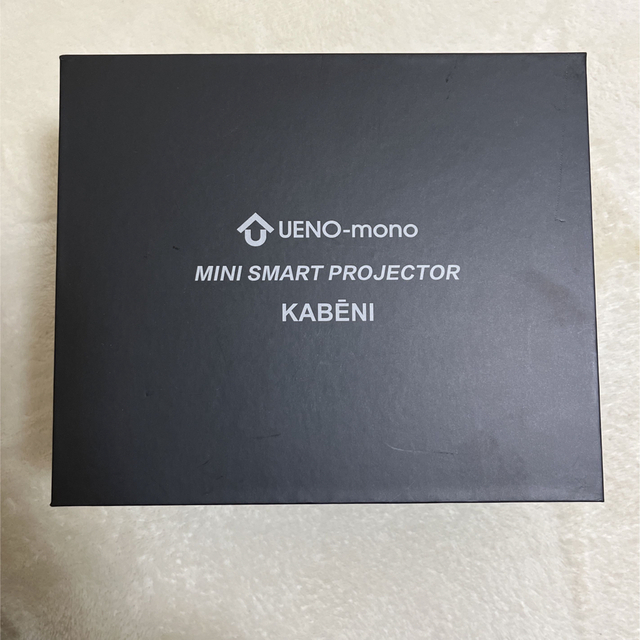 UENO-mono
MINI SMART PROJECTOR
KABĒNI